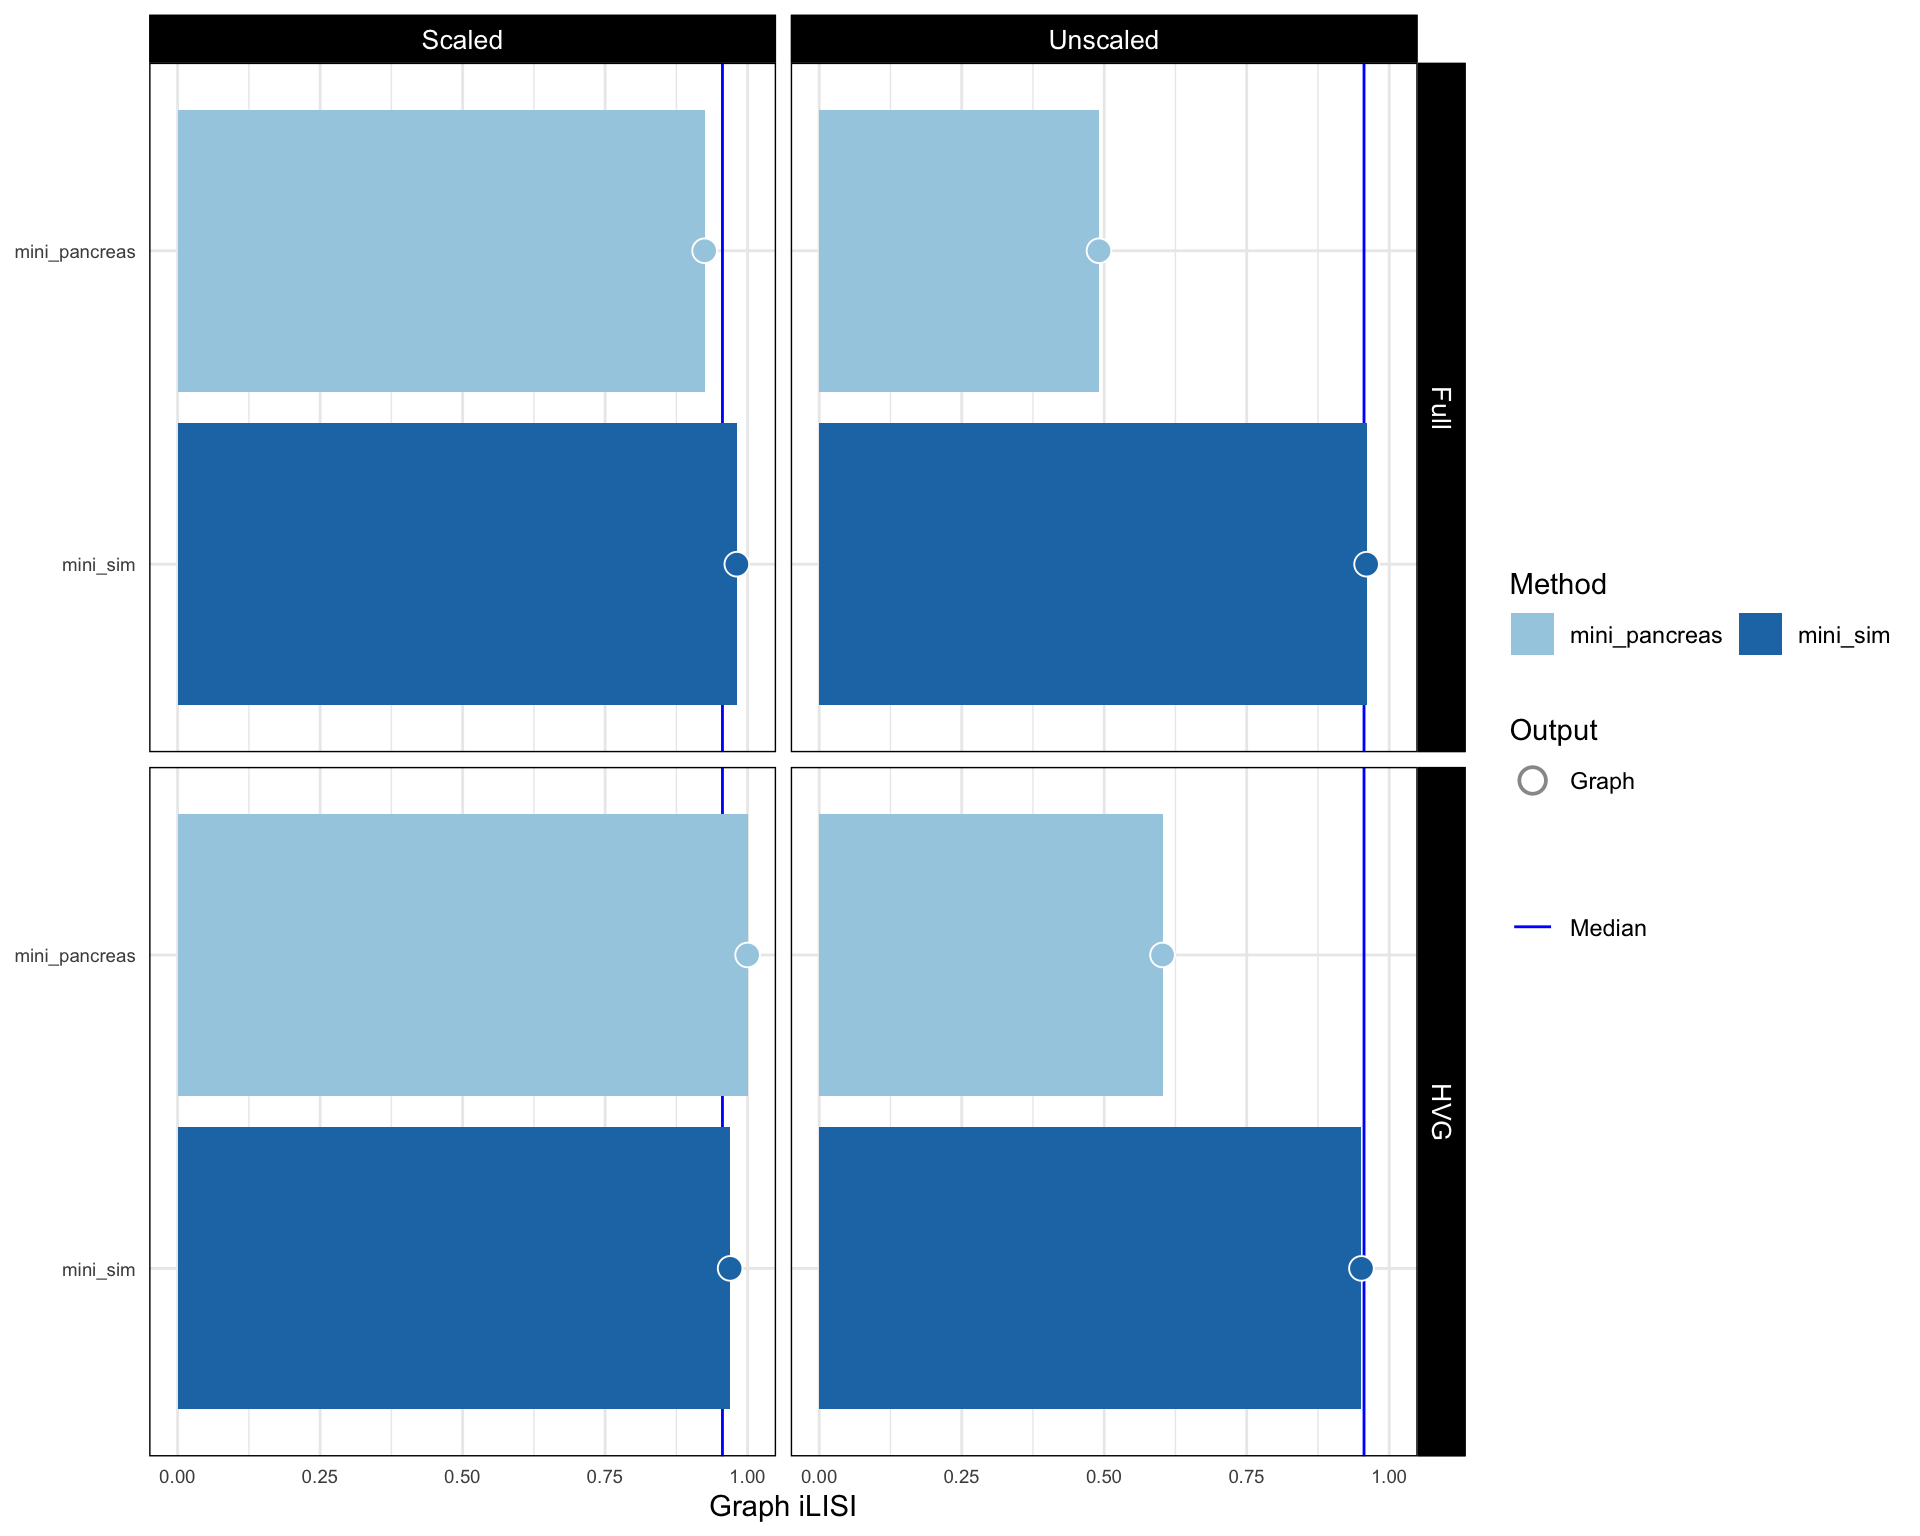 Scaled
Unscaled
mini_pancreas
mini_sim
Full
mini_pancreas
mini_sim
HVG
0.00 0.25 0.50 0.75 1.00
0.00 0.25 0.50 0.75 1.00
Graph iLISI
Method
mini_pancreas
mini_sim
Output
Graph
Median